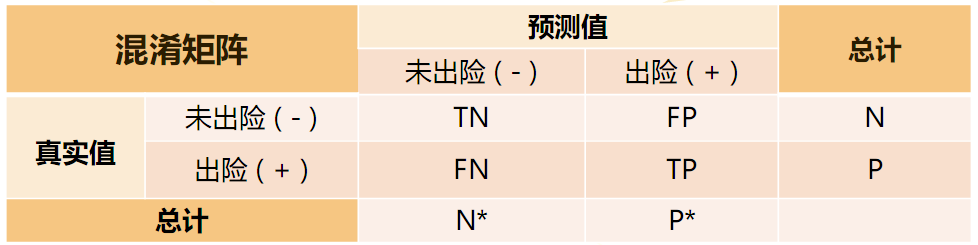 混淆矩阵 预测值 总计
未出险 ( - ) 出险 ( + )
真实值 未出险 ( - ) TN FP N
出险 ( + ) FN TP P
总计 N* P*